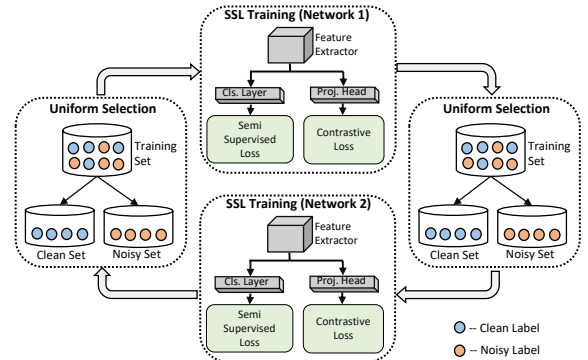 SSL Training (Network 1)
Feature
Extractor
Cls. Layer
Proj. Head
Semi
Supervised
Loss
Contrastive
Loss
Uniform Selection
Training
Set
Clean Set
Noisy Set
Uniform Selection
Training
Set
Clean Set
Noisy Set
SSL Training (Network 2)
Feature
Extractor
Cls. Layer
Proj. Head
Semi
Supervised
Loss
Contrastive
Loss
-- Clean Label
-- Noisy Label